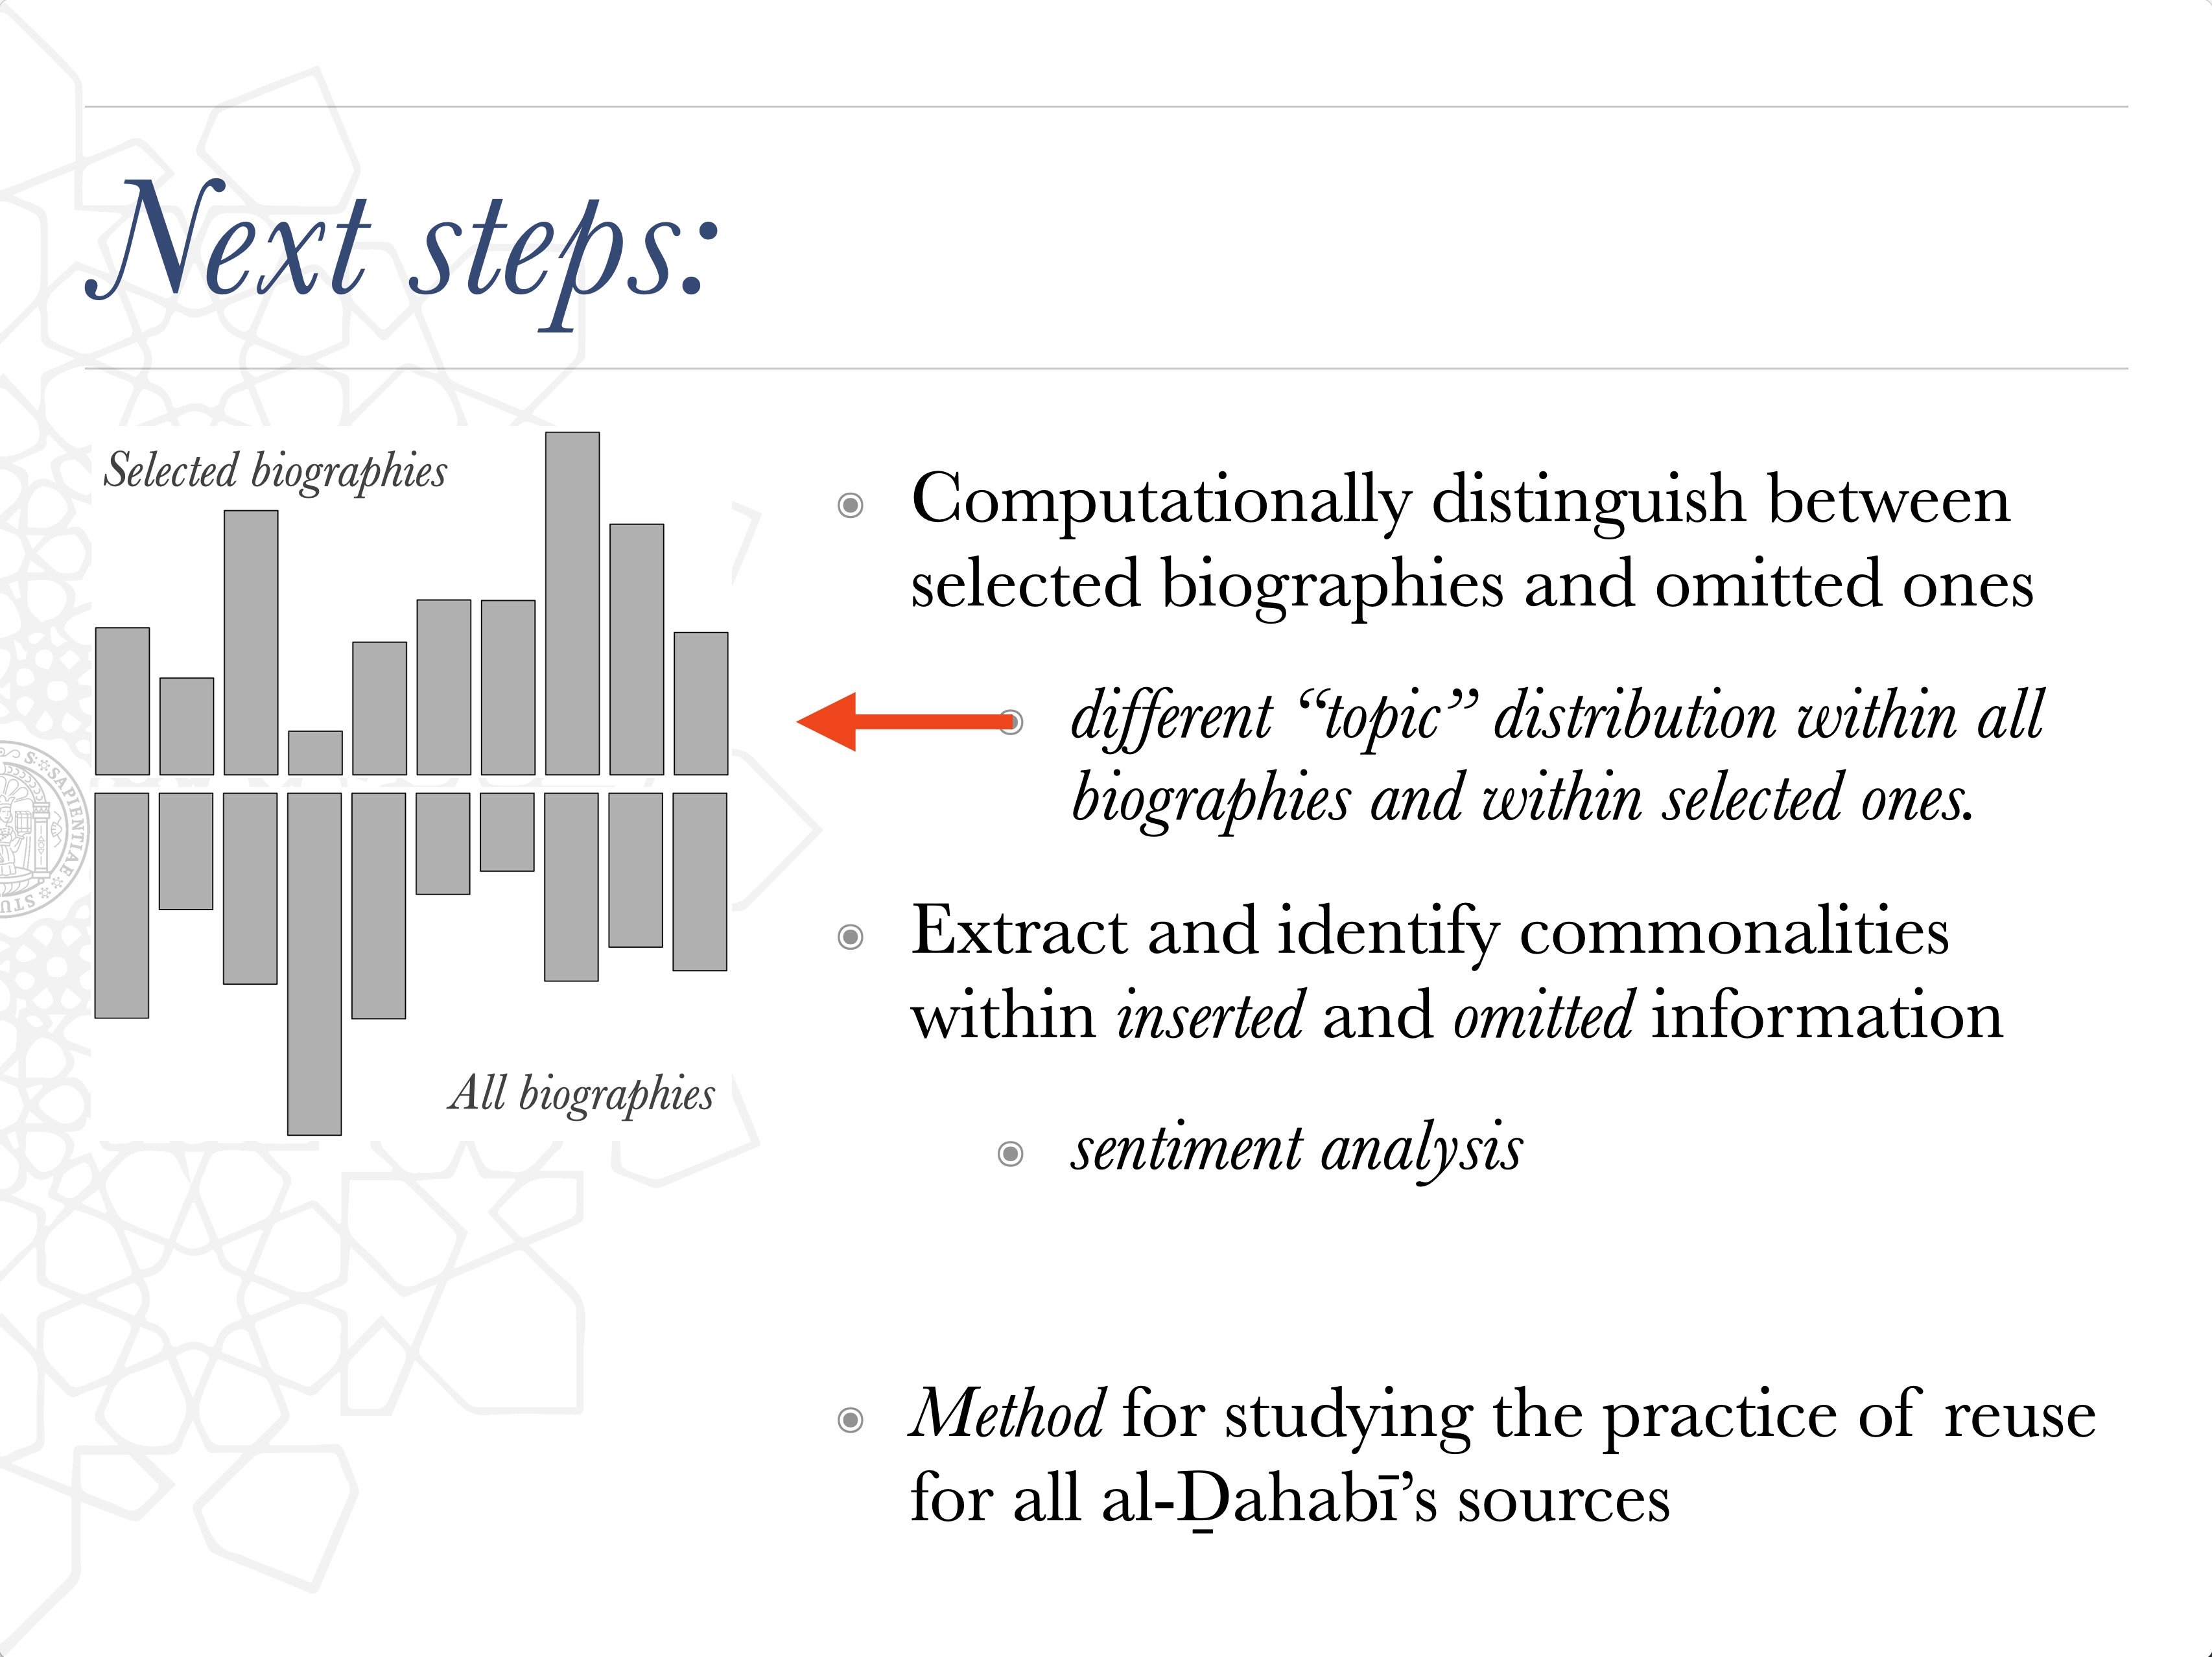 Next steps:
Selected biographies
All biographies
Computationally distinguish between
selected biographies and omitted ones
different “topic” distribution within all
biographies and within selected ones.
Extract and identify commonalities
within inserted and omitted information
sentiment analysis
Method for studying the practice of reuse
for all al-Ḏahabī’s sources
S·SAPIENTIAE
STU